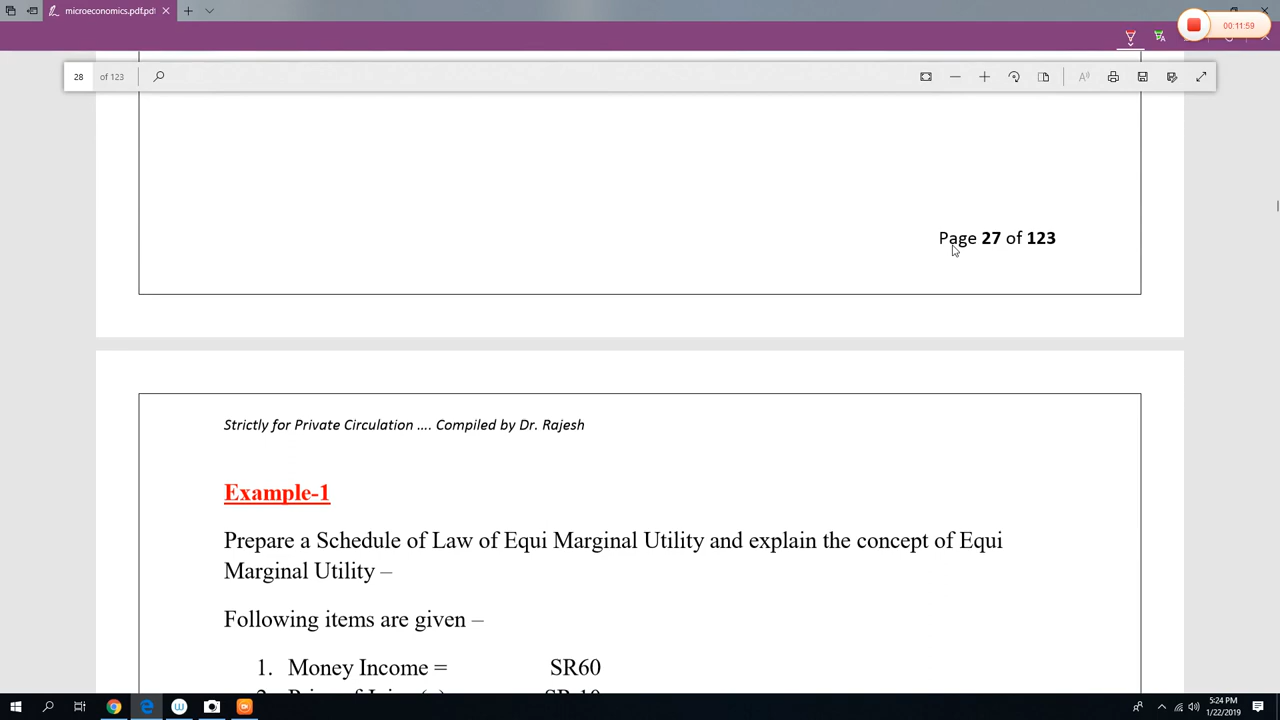 microeconomics.pdf.pdf
00:11:59
28 of 123
Page 27 of 123
Strictly for Private Circulation .... Compiled by Dr. Rajesh
Example-1
Prepare a Schedule of Law of Equi Marginal Utility and explain the concept of Equi
Marginal Utility –
Following items are given –
1. Money Income = SR60
5:24 PM
1/22/2019